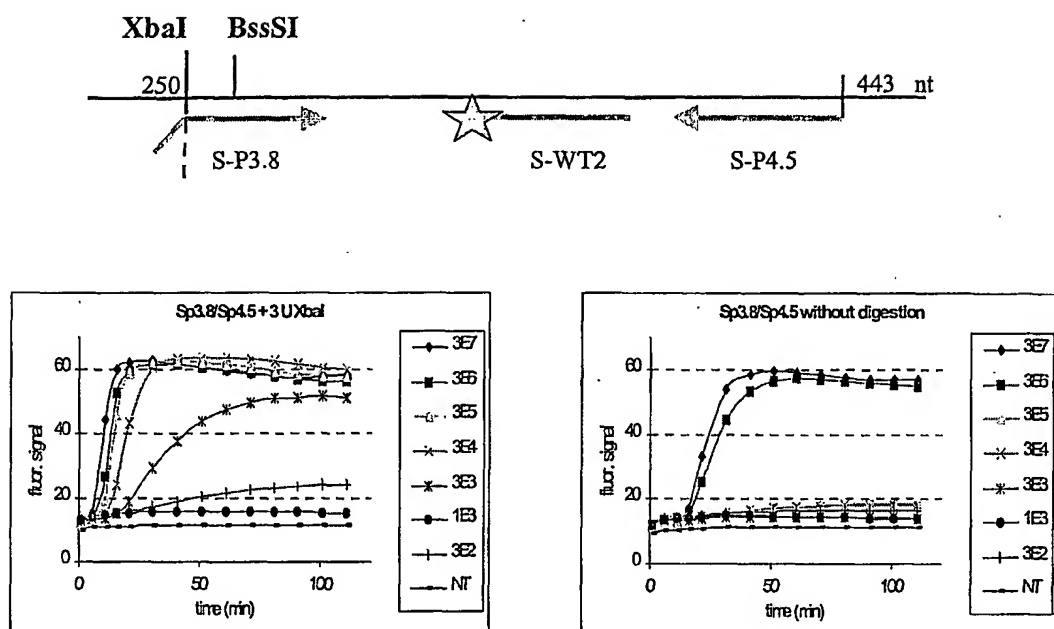 XbaI BssSI
250 443 nt
S-P3.8 S-WT2 S-P4.5
Sp3.8/Sp4.5 + 3 U XbaI
fluor. signal
60
40
20
0
0 50 100
time (min)
3E7
3E6
3E5
3E4
3E3
1E3
3E2
NT
Sp3.8/Sp4.5 without digestion
fluor. signal
60
40
20
0
0 50 100
time (min)
3E7
3E6
3E5
3E4
3E3
1E3
3E2
NT